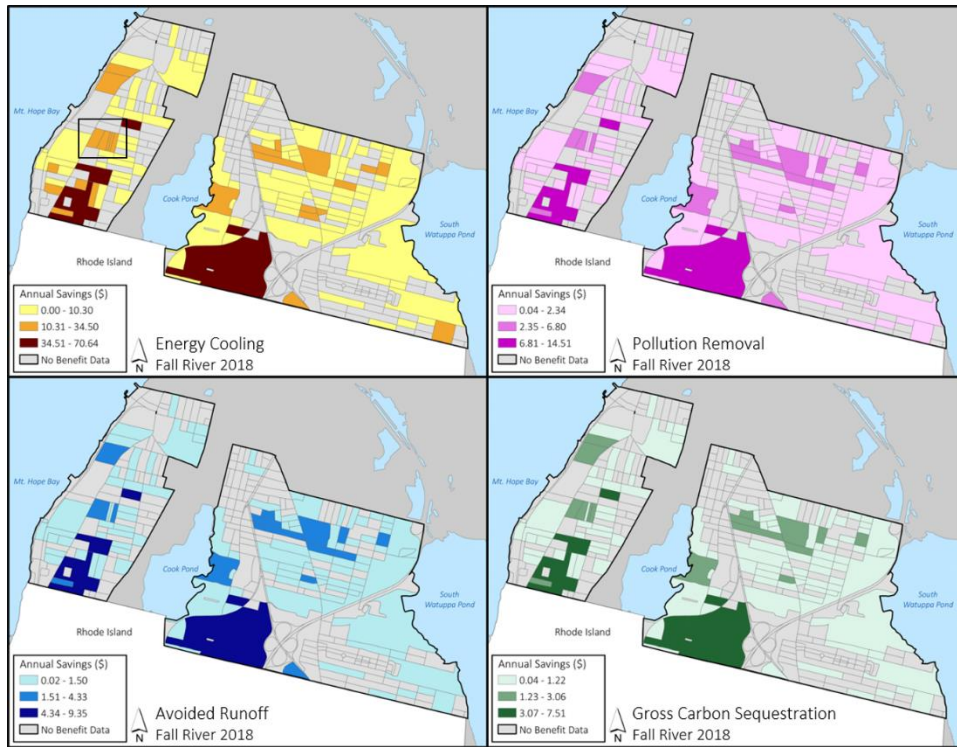 Mt. Hope Bay
Cook Pond
South
Watuppa Pond
Rhode Island
Annual Savings ($)
0.00 - 10.30
10.31 - 34.50
34.51 - 70.64
No Benefit Data
N
Energy Cooling
Fall River 2018
Mt. Hope Bay
Cook Pond
South
Watuppa Pond
Rhode Island
Annual Savings ($)
0.04 - 2.34
2.35 - 6.80
6.81 - 14.51
No Benefit Data
N
Pollution Removal
Fall River 2018
Mt. Hope Bay
Cook Pond
South
Watuppa Pond
Rhode Island
Annual Savings ($)
0.02 - 1.50
1.51 - 4.33
4.34 - 9.35
No Benefit Data
N
Avoided Runoff
Fall River 2018
Mt. Hope Bay
Cook Pond
South
Watuppa Pond
Rhode Island
Annual Savings ($)
0.04 - 1.22
1.23 - 3.06
3.07 - 7.51
No Benefit Data
N
Gross Carbon Sequestration
Fall River 2018